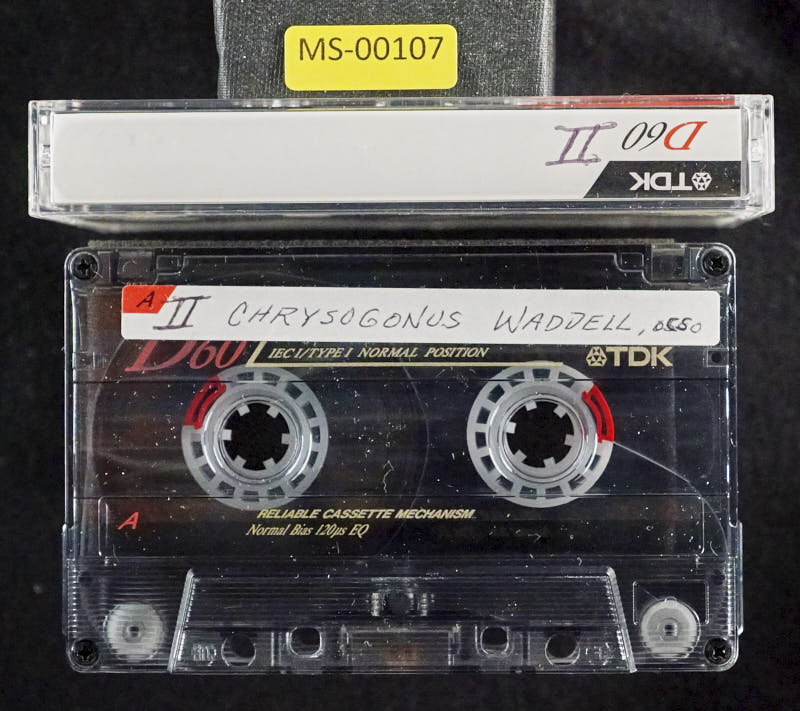 MS-00107
II D60
TDK
A II CHRYSOGONUS WADDELL, OSSO
D60 IEC I/TYPE I NORMAL POSITION TDK
A RELIABLE CASSETTE MECHANISM
Normal Bias 120µs EQ